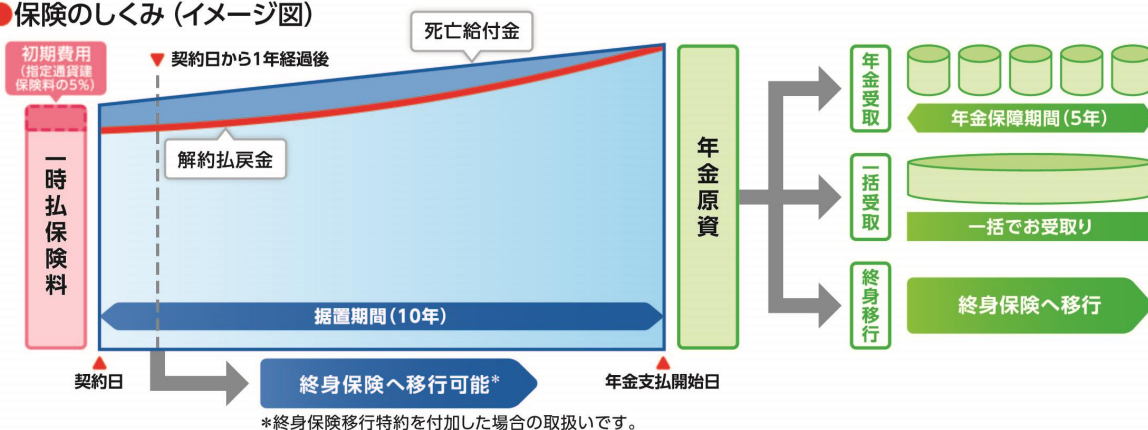 ●保険のしくみ（イメージ図）
初期費用
（指定通貨建
保険料の5%）
▼ 契約日から1年経過後
死亡給付金
解約払戻金
一時払保険料
据置期間（10年）
契約日
年金支払開始日
終身保険へ移行可能*
*終身保険移行特約を付加した場合の取扱いです。
年金原資
年金受取
年金保障期間（5年）
一括受取
一括でお受取り
終身移行
終身保険へ移行